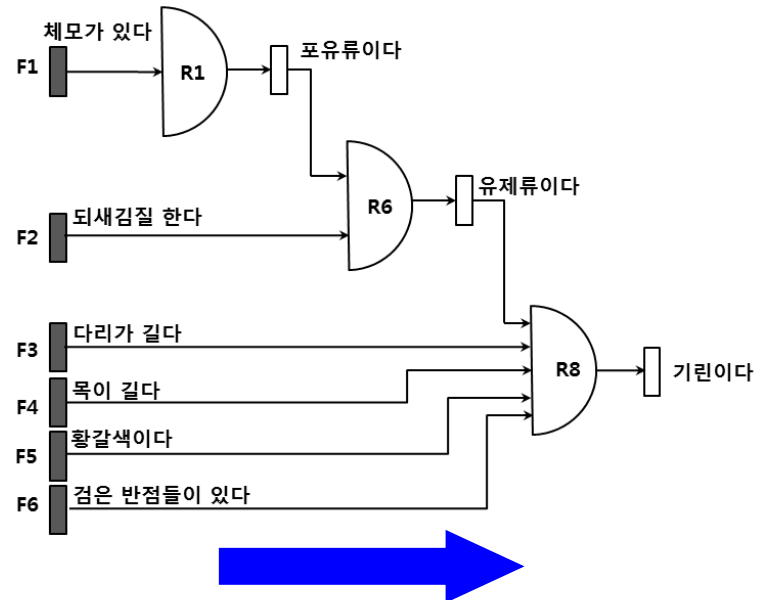 체모가 있다
F1
R1
포유류이다
되새김질 한다
F2
R6
유제류이다
다리가 길다
F3
목이 길다
F4
R8
기린이다
황갈색이다
F5
검은 반점들이 있다
F6